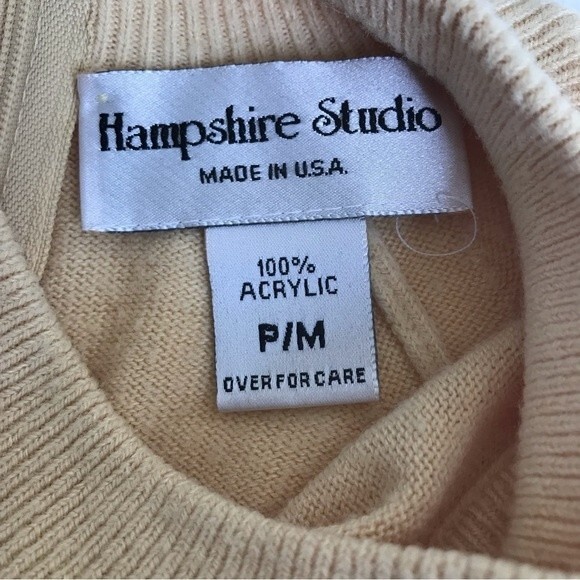 Hampshire Studio
MADE IN U.S.A.
100%
ACRYLIC
P/M
OVER FOR CARE